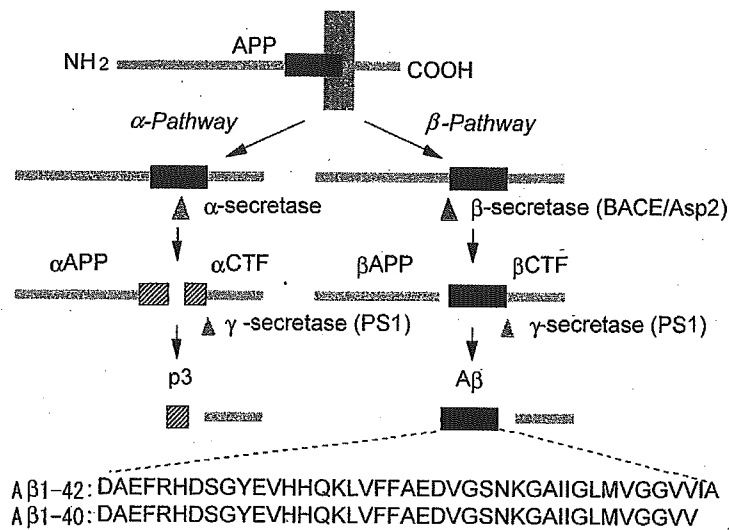 APP
NH2 COOH
α-Pathway β-Pathway
α-secretase β-secretase (BACE/Asp2)
αAPP αCTF βAPP βCTF
γ-secretase (PS1) γ-secretase (PS1)
p3 Aβ
Aβ1-42: DAEFRHDSGYEVHHQKLVFFAEDVGSNKGAIIGLMVGGVVIA
Aβ1-40: DAEFRHDSGYEVHHQKLVFFAEDVGSNKGAIIGLMVGGVV